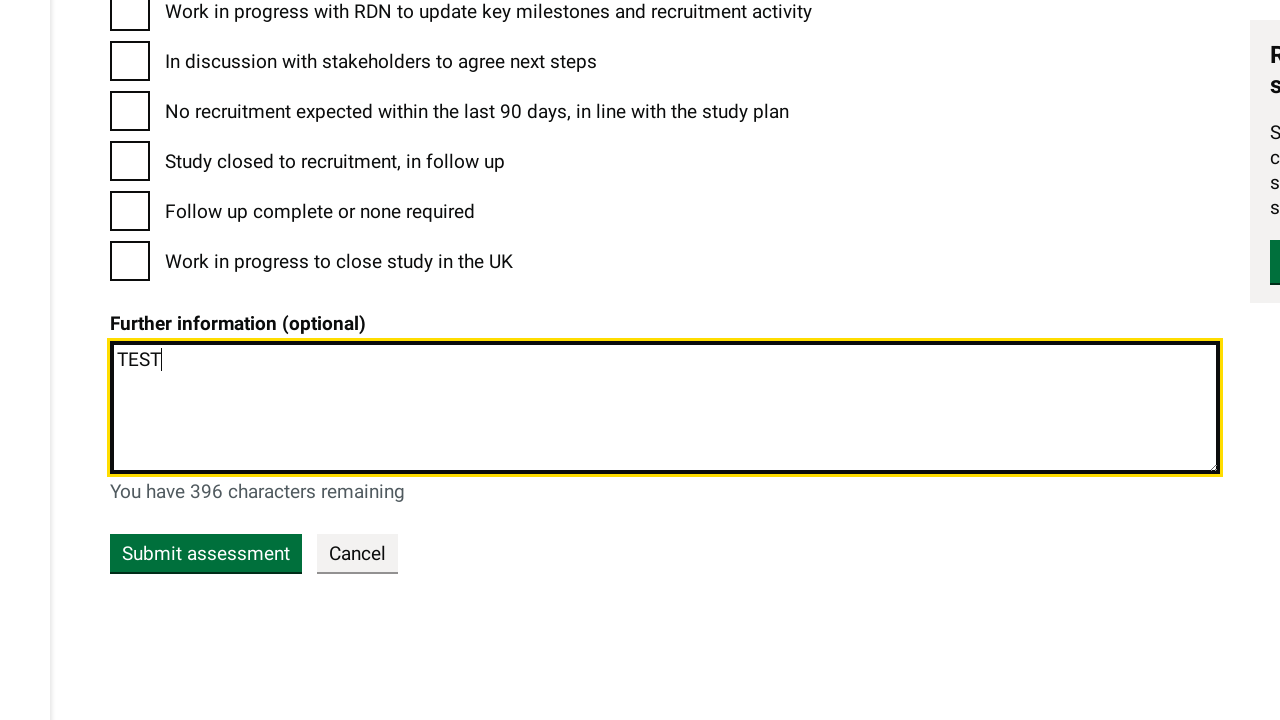 Work in progress with RDN to update key milestones and recruitment activity
In discussion with stakeholders to agree next steps
No recruitment expected within the last 90 days, in line with the study plan
Study closed to recruitment, in follow up
Follow up complete or none required
Work in progress to close study in the UK
Further information (optional)
TEST
You have 396 characters remaining
Submit assessment
Cancel